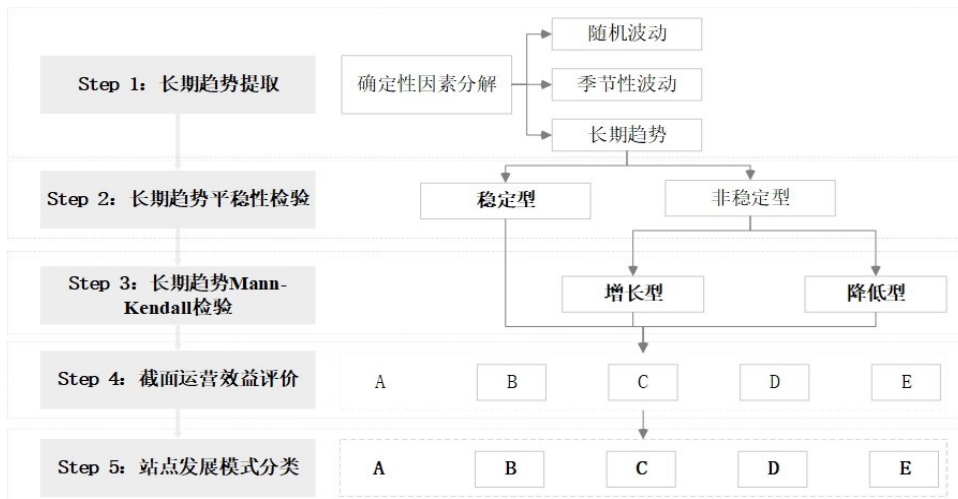 随机波动
Step 1：长期趋势提取
确定性因素分解
季节性波动
长期趋势
Step 2：长期趋势平稳性检验
稳定型
非稳定型
Step 3：长期趋势Mann-
Kendall检验
增长型
降低型
Step 4：截面运营效益评价
A
B
C
D
E
Step 5：站点发展模式分类
A
B
C
D
E